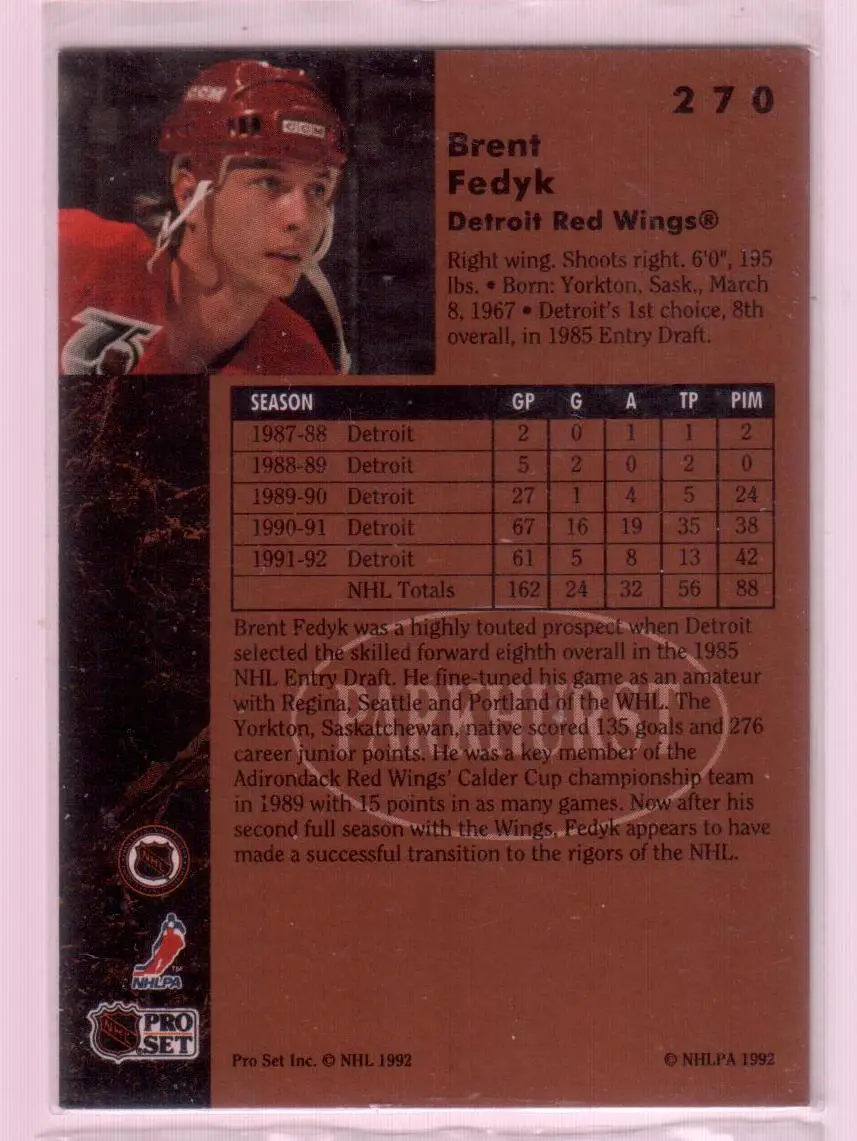 CCM
CCM
75
270
Brent
Fedyk
Detroit Red Wings®
Right wing. Shoots right. 6'0", 195
lbs. • Born: Yorkton, Sask., March
8, 1967 • Detroit's 1st choice, 8th
overall, in 1985 Entry Draft.
SEASON GP G A TP PIM
1987-88 Detroit 2 0 1 1 2
1988-89 Detroit 5 2 0 2 0
1989-90 Detroit 27 1 4 5 24
1990-91 Detroit 67 16 19 35 38
1991-92 Detroit 61 5 8 13 42
NHL Totals 162 24 32 56 88
Brent Fedyk was a highly touted prospect when Detroit
selected the skilled forward eighth overall in the 1985
NHL Entry Draft. He fine-tuned his game as an amateur
with Regina, Seattle and Portland of the WHL. The
Yorkton, Saskatchewan, native scored 135 goals and 276
career junior points. He was a key member of the
Adirondack Red Wings' Calder Cup championship team
in 1989 with 15 points in as many games. Now after his
second full season with the Wings, Fedyk appears to have
made a successful transition to the rigors of the NHL.
PARKHURST
NHL
NHLPA™
NHL
PRO
SET
Pro Set Inc. © NHL 1992
© NHLPA 1992